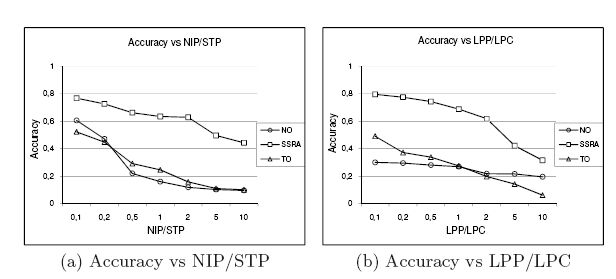 Accuracy vs NIP/STP
1
0,8
0,6
0,4
0,2
0
Accuracy
0,1 0,2 0,5 1 2 5 10
NIP/STP
NO
SSRA
TO
(a) Accuracy vs NIP/STP
Accuracy vs LPP/LPC
1
0,8
0,6
0,4
0,2
0
Accuracy
0,1 0,2 0,5 1 2 5 10
LPP/LPC
NO
SSRA
TO
(b) Accuracy vs LPP/LPC